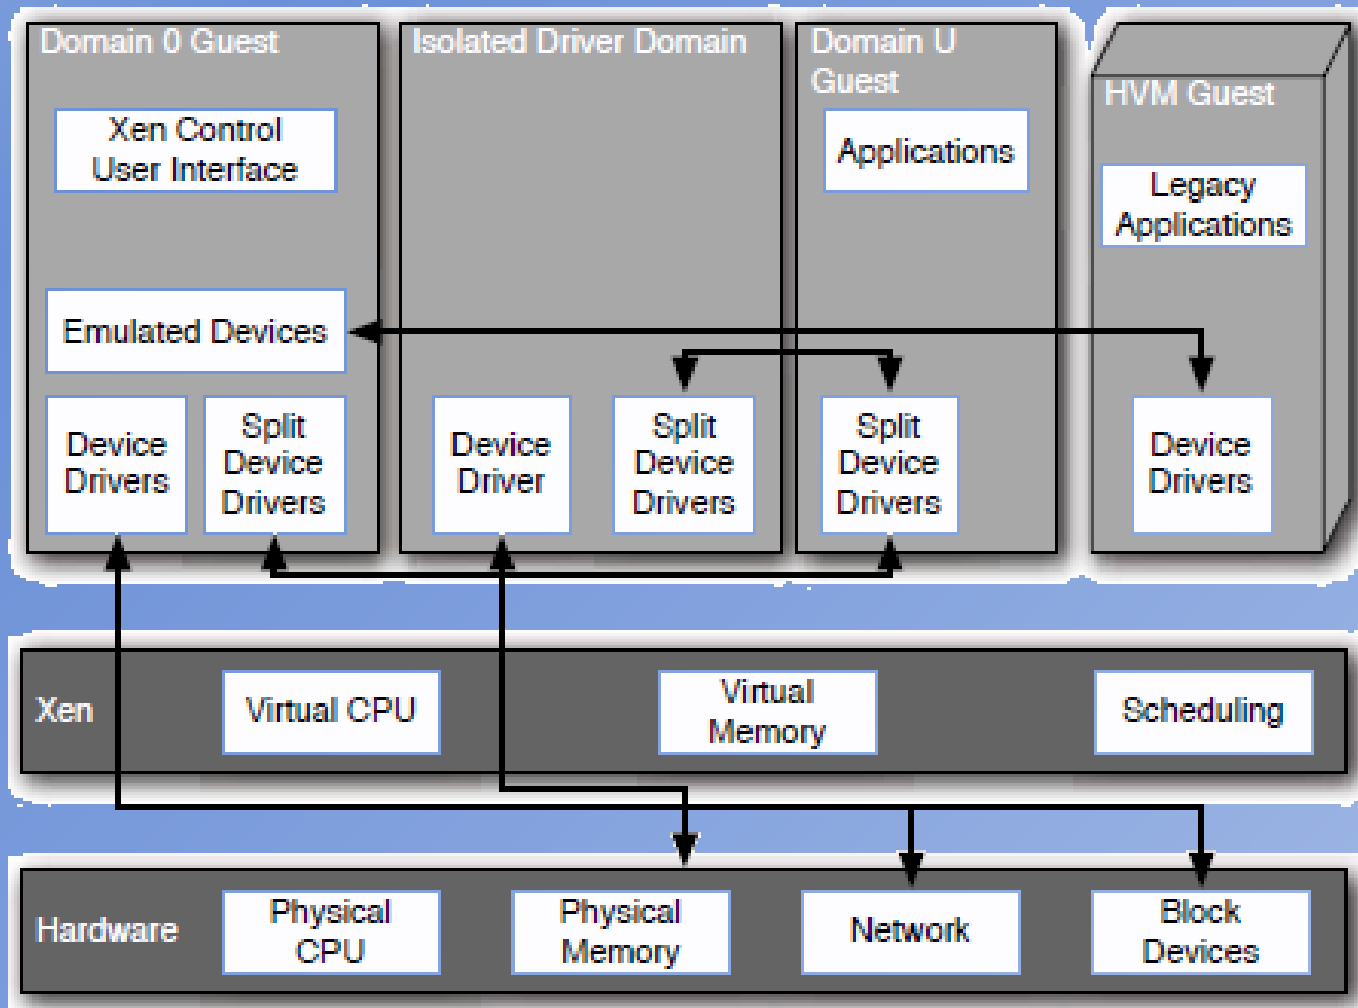 Domain 0 Guest
Xen Control
User Interface
Emulated Devices
Device
Drivers
Split
Device
Drivers
Isolated Driver Domain
Device
Driver
Split
Device
Drivers
Domain U
Guest
Applications
Split
Device
Drivers
HVM Guest
Legacy
Applications
Device
Drivers
Xen
Virtual CPU
Virtual
Memory
Scheduling
Hardware
Physical
CPU
Physical
Memory
Network
Block
Devices